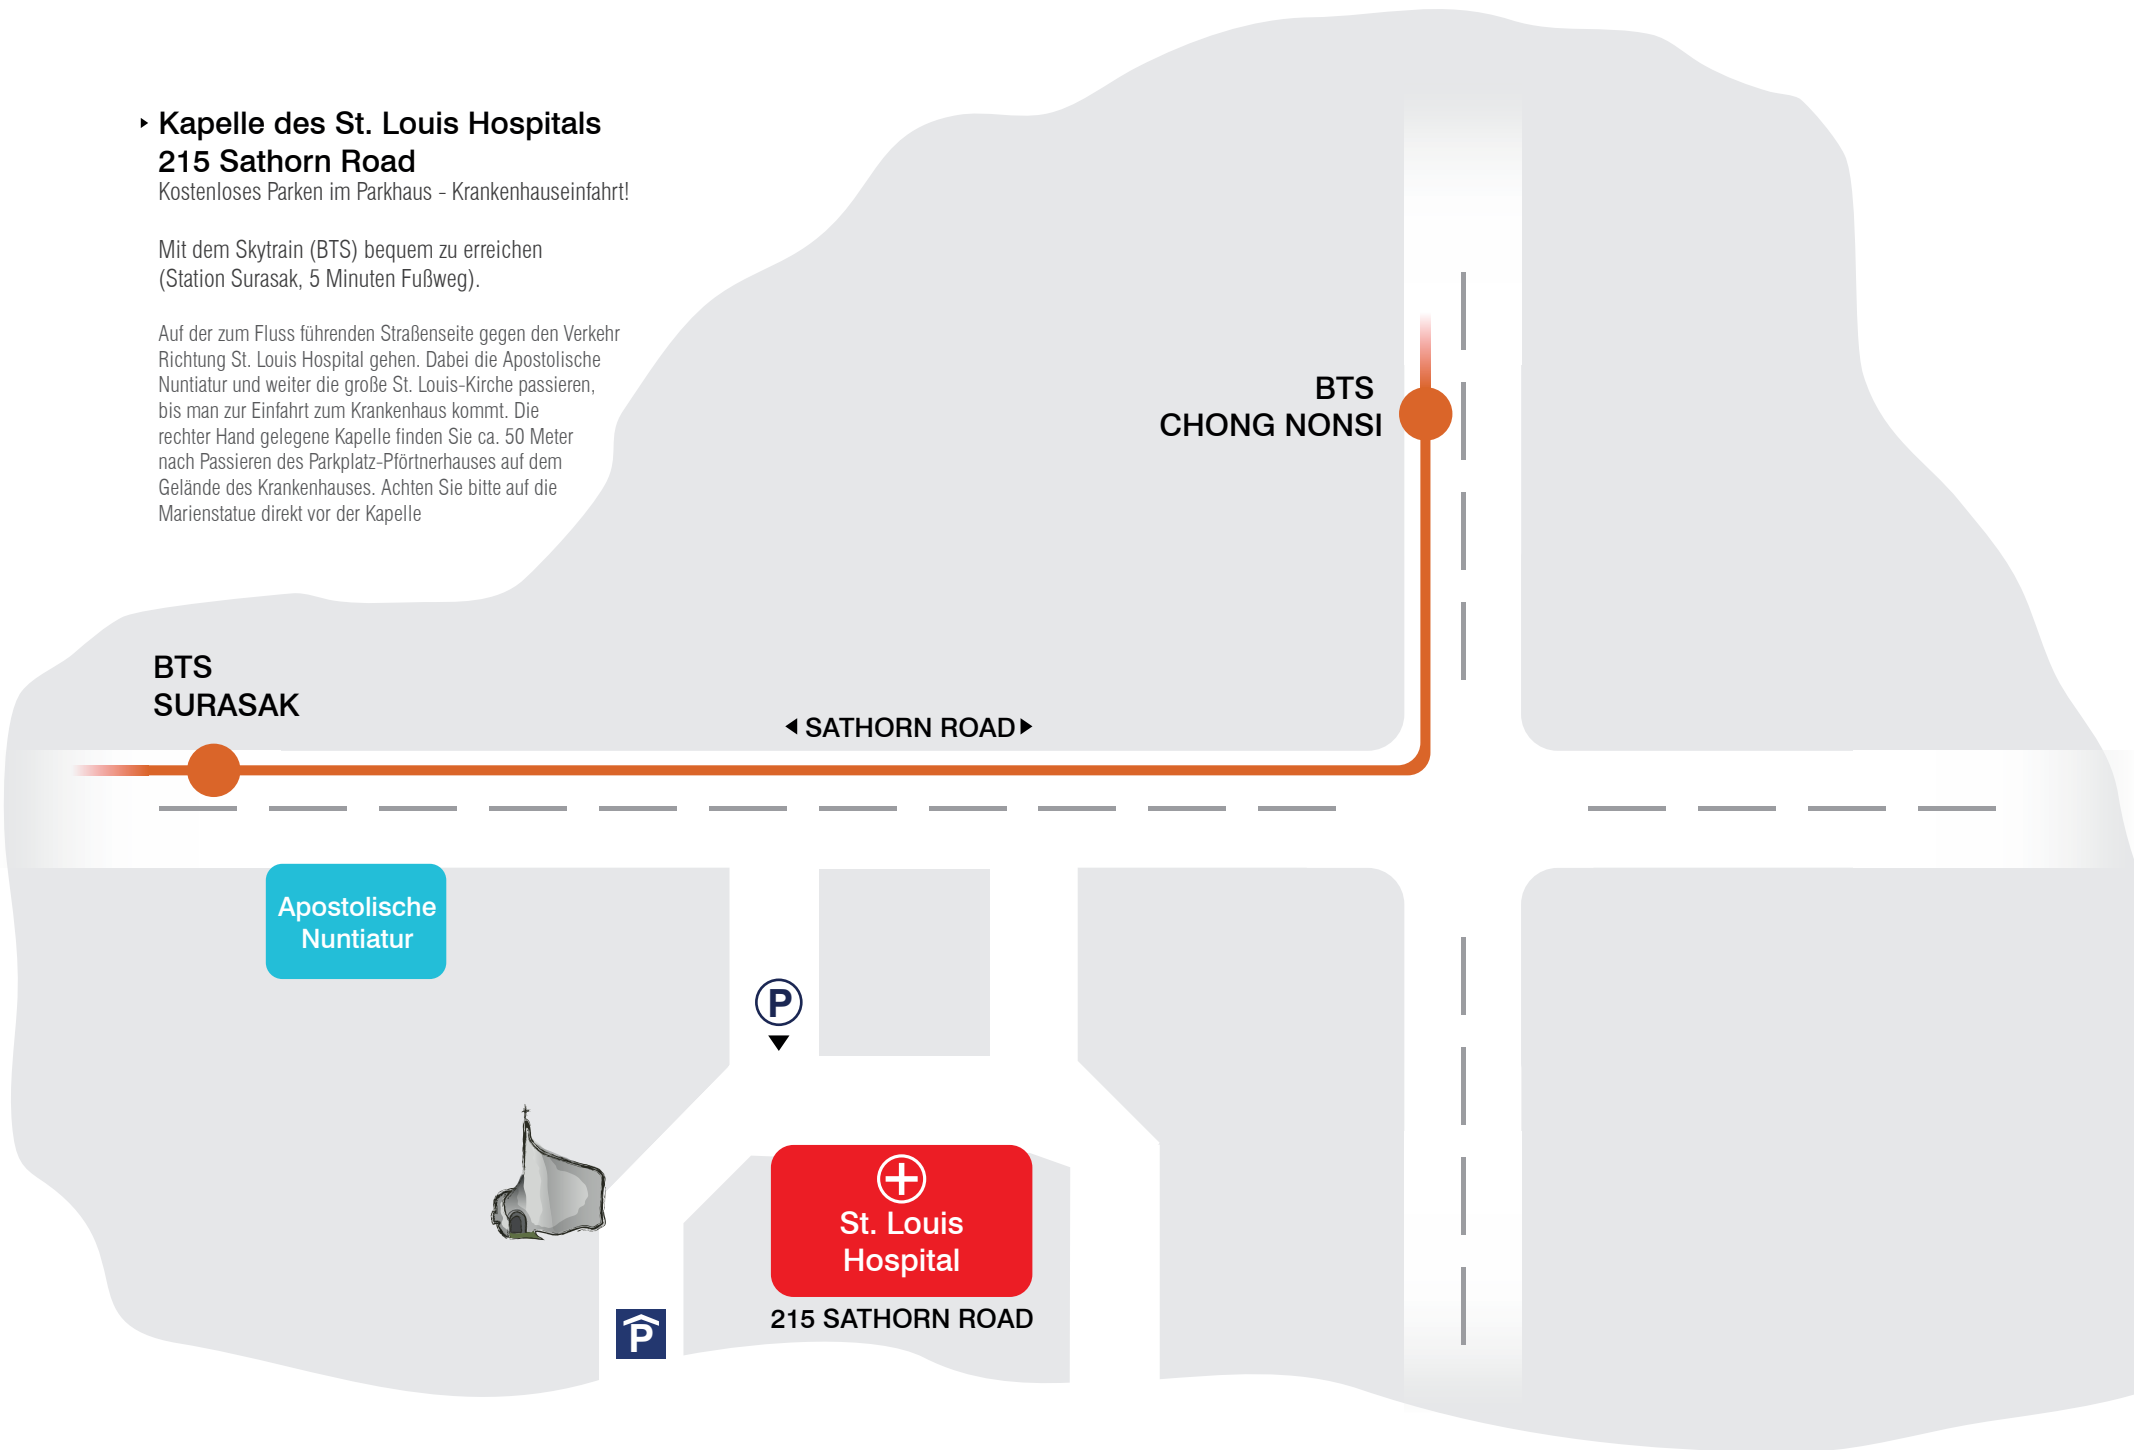 Kapelle des St. Louis Hospitals
215 Sathorn Road
Kostenloses Parken im Parkhaus - Krankenhauseinfahrt!
Mit dem Skytrain (BTS) bequem zu erreichen
(Station Surasak, 5 Minuten Fußweg).
Auf der zum Fluss führenden Straßenseite gegen den Verkehr
Richtung St. Louis Hospital gehen. Dabei die Apostolische
Nuntiatur und weiter die große St. Louis-Kirche passieren,
bis man zur Einfahrt zum Krankenhaus kommt. Die
rechter Hand gelegene Kapelle finden Sie ca. 50 Meter
nach Passieren des Parkplatz-Pförtnerhauses auf dem
Gelände des Krankenhauses. Achten Sie bitte auf die
Marienstatue direkt vor der Kapelle
BTS
CHONG NONSI
BTS
SURASAK
SATHORN ROAD
Apostolische
Nuntiatur
P
St. Louis
Hospital
215 SATHORN ROAD
P